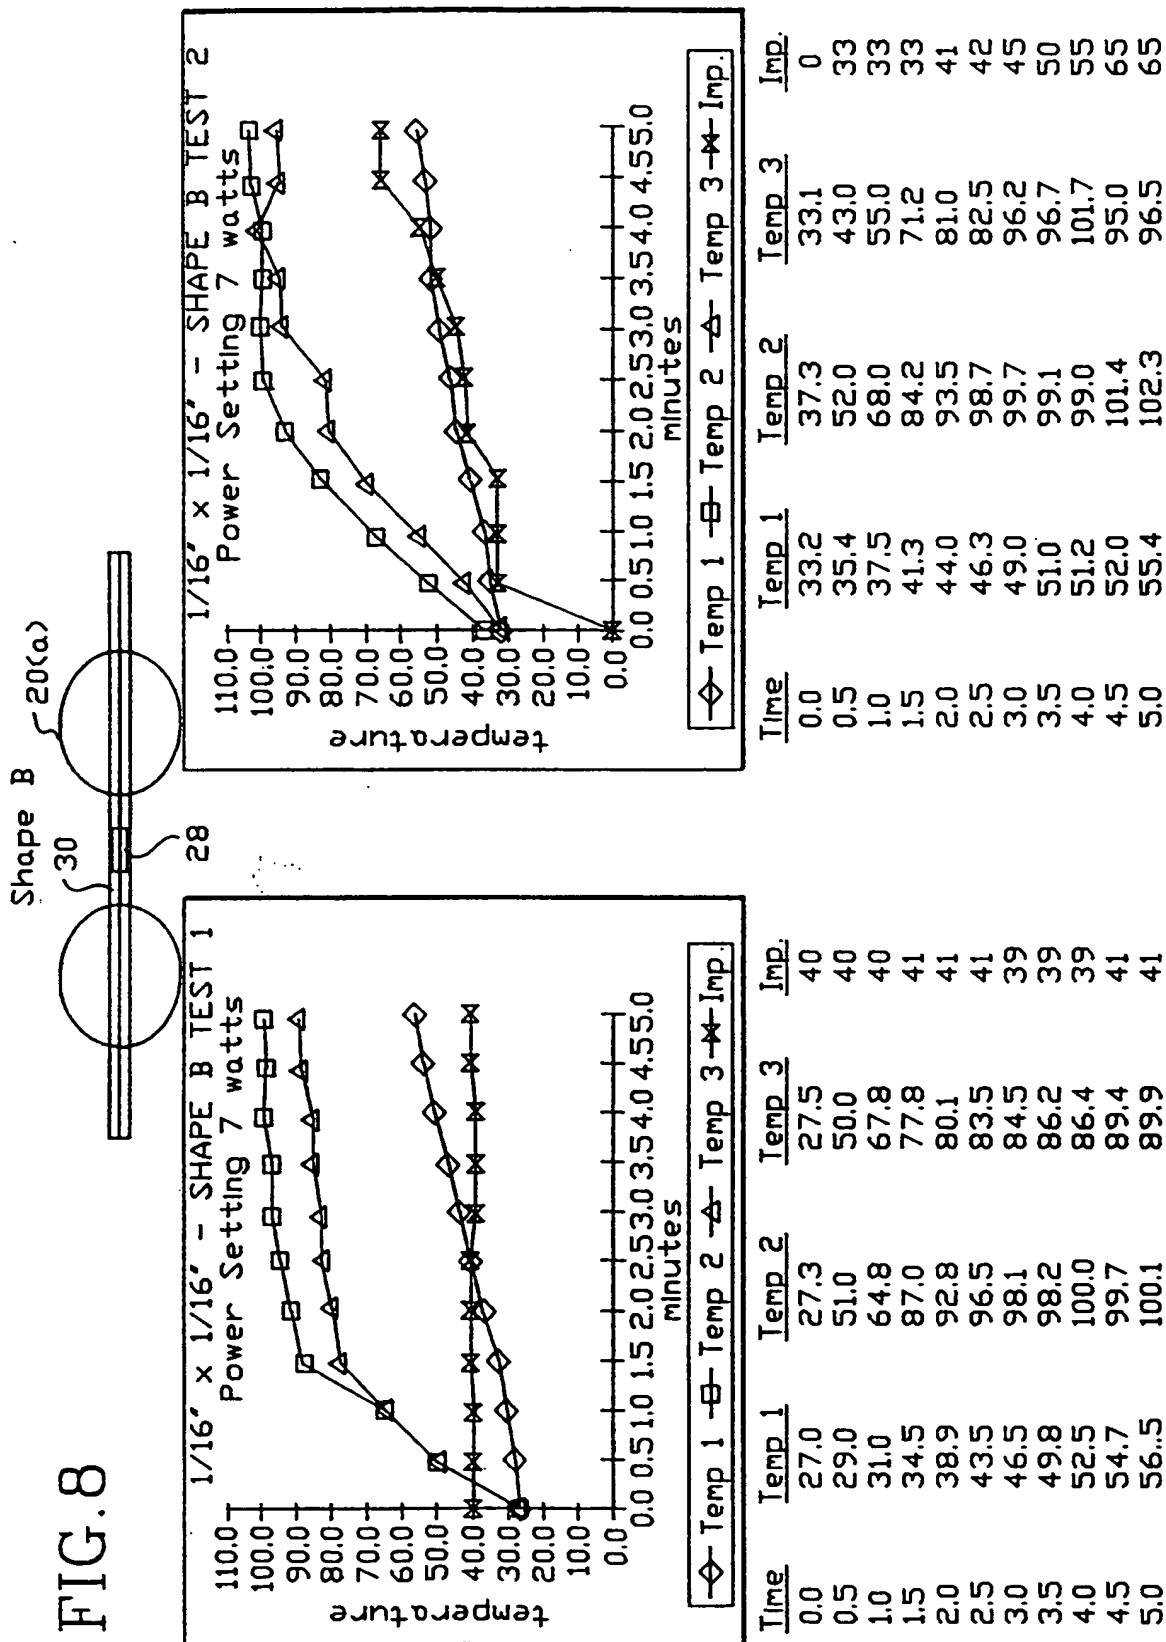 FIG.8
Shape B
30
20(a)
28
1/16" x 1/16" - SHAPE B TEST 1
Power Setting 7 watts
temperature
110.0
100.0
90.0
80.0
70.0
60.0
50.0
40.0
30.0
20.0
10.0
0.0
0.0 0.5 1.0 1.5 2.0 2.5 3.0 3.5 4.0 4.5 5.0
minutes
Temp 1 Temp 2 Temp 3 Imp.
Time Temp 1 Temp 2 Temp 3 Imp.
0.0 27.0 27.3 27.5 40
0.5 29.0 51.0 50.0 40
1.0 31.0 64.8 67.8 40
1.5 34.5 87.0 77.8 41
2.0 38.9 92.8 80.1 41
2.5 43.5 96.5 83.5 41
3.0 46.5 98.1 84.5 39
3.5 49.8 98.2 86.2 39
4.0 52.5 100.0 86.4 39
4.5 54.7 99.7 89.4 41
5.0 56.5 100.1 89.9 41
1/16" x 1/16" - SHAPE B TEST 2
Power Setting 7 watts
temperature
110.0
100.0
90.0
80.0
70.0
60.0
50.0
40.0
30.0
20.0
10.0
0.0
0.0 0.5 1.0 1.5 2.0 2.5 3.0 3.5 4.0 4.5 5.0
minutes
Temp 1 Temp 2 Temp 3 Imp.
Time Temp 1 Temp 2 Temp 3 Imp.
0.0 33.2 37.3 33.1 0
0.5 35.4 52.0 43.0 33
1.0 37.5 68.0 55.0 33
1.5 41.3 84.2 71.2 33
2.0 44.0 93.5 81.0 41
2.5 46.3 98.7 82.5 42
3.0 49.0 99.7 96.2 45
3.5 51.0 99.1 96.7 50
4.0 51.2 99.0 101.7 55
4.5 52.0 101.4 95.0 65
5.0 55.4 102.3 96.5 65